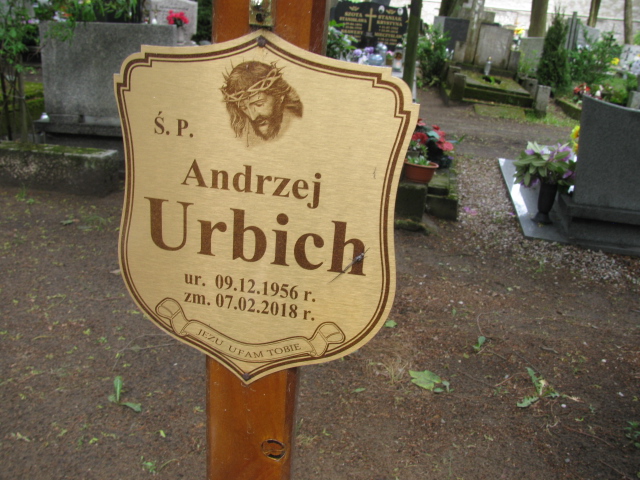 Ś. P.
Andrzej
Urbich
ur. 09.12.1956 r.
zm. 07.02.2018 r.
JEZU UFAM TOBIE